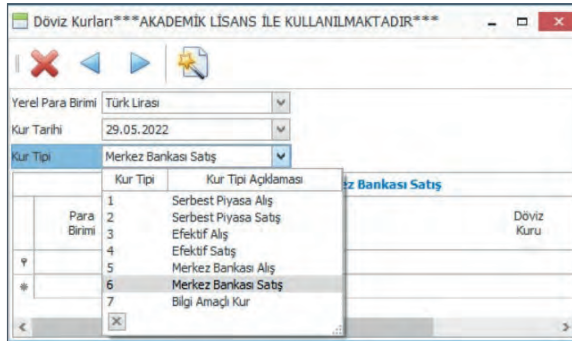 Döviz Kurları***AKADEMİK LİSANS İLE KULLANILMAKTADIR***
Yerel Para Birimi Türk Lirası
Kur Tarihi 29.05.2022
Kur Tipi Merkez Bankası Satış
Kur Tipi Kur Tipi Açıklaması
ez Bankası Satış
Para Birimi
Döviz Kuru
1 Serbest Piyasa Alış
2 Serbest Piyasa Satış
3 Efektif Alış
4 Efektif Satış
5 Merkez Bankası Alış
6 Merkez Bankası Satış
7 Bilgi Amaçlı Kur